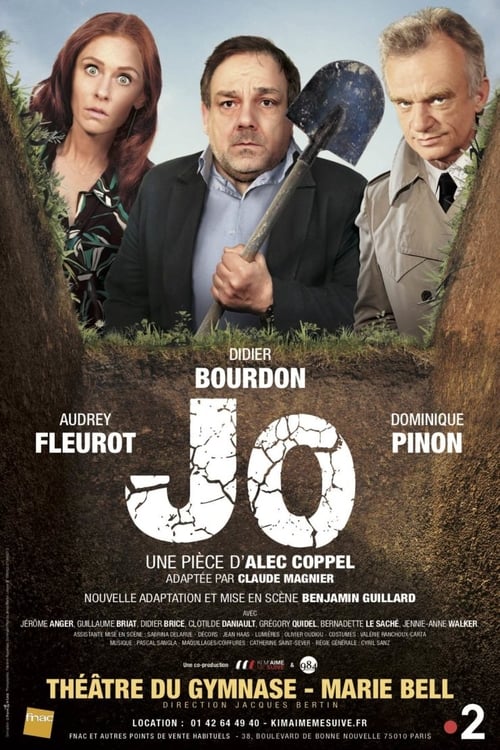 DIDIER
BOURDON
AUDREY
FLEUROT
DOMINIQUE
PINON
JO
UNE PIÈCE D'ALEC COPPEL
ADAPTÉE PAR CLAUDE MAGNIER
NOUVELLE ADAPTATION ET MISE EN SCÈNE BENJAMIN GUILLARD
AVEC
JÉRÔME ANGER, GUILLAUME BRIAT, DIDIER BRICE, CLOTILDE DANIAULT, GRÉGORY QUIDEL, BERNADETTE LE SACHÉ, JENNE-ANNE WALKER
ASSISTANTE MISE EN SCÈNE : SABRINA DELARUE - DÉCORS : JEAN HAAS - LUMIÈRES : OLIVIER OUDIOU - COSTUMES : VALÉRIE RANCHOUX-CARTA
MUSIQUE : PASCAL SANGLA - MAQUILLAGES/COIFFURES : CATHERINE SAINT-SEVER - RÉGIE GÉNÉRALE : CYRIL SANZ
Une co-production KIMAIME MESUIVE & 984
THÉÂTRE DU GYMNASE - MARIE BELL
DIRECTION JACQUES BERTIN
LOCATION : 01 42 64 49 40 - KIMAIMEMESUIVE.FR
FNAC ET AUTRES POINTS DE VENTE HABITUELS - 38, BOULEVARD DE BONNE NOUVELLE 75010 PARIS
fnac
2